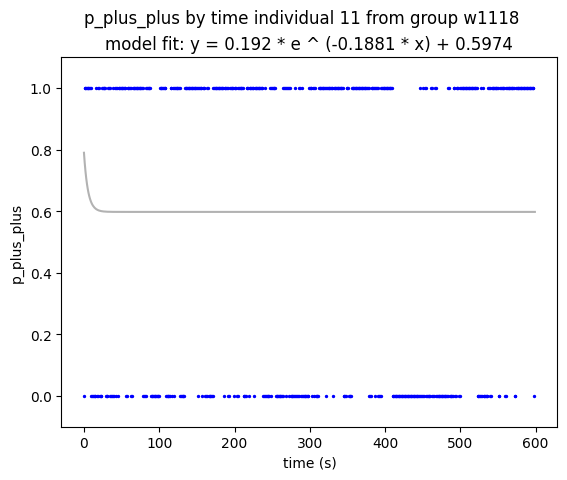 p_plus_plus by time individual 11 from group w1118
model fit: y = 0.192 * e ^ (-0.1881 * x) + 0.5974
1.0
0.8
0.6
0.4
0.2
0.0
p_plus_plus
0 100 200 300 400 500 600
time (s)